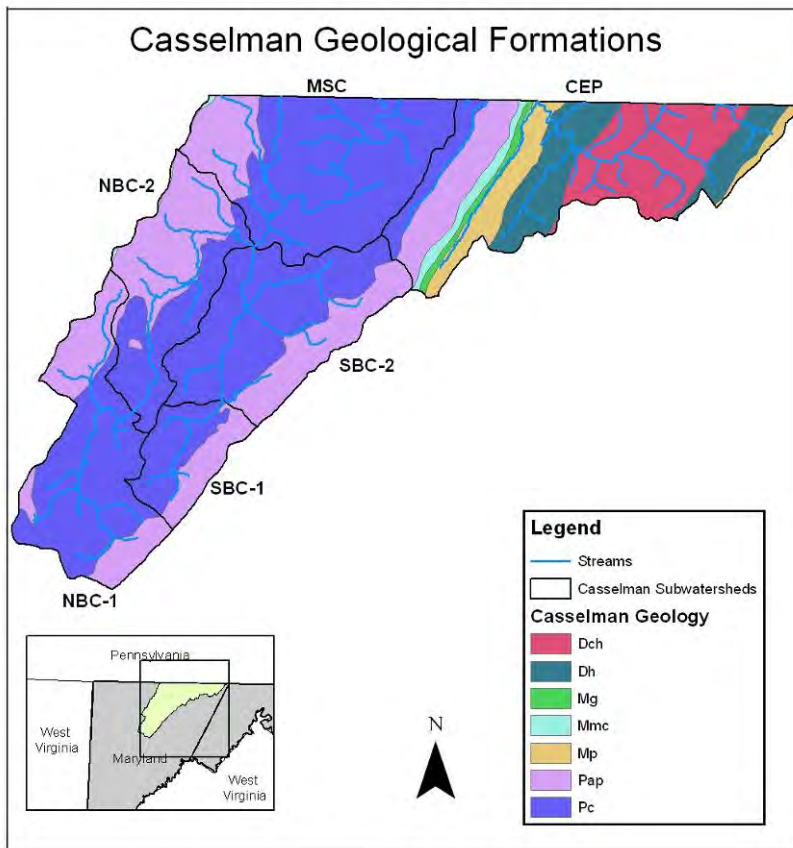 Casselman Geological Formations
MSC
CEP
NBC-2
SBC-2
SBC-1
NBC-1
Legend
Streams
Casselman Subwatersheds
Casselman Geology
Dch
Dh
Mg
Mmc
Mp
Pap
Pc
Pennsylvania
West
Virginia
Maryland
West
Virginia
N